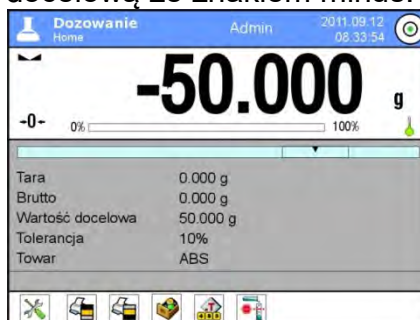 docelową ze znakiem minus.
Dozowanie Admin 2011.09.12
Home 08:33:54
-50.000 g
-0- 0% 100%
Tara 0.000 g
Brutto 0.000 g
Wartość docelowa 50.000 g
Tolerancja 10%
Towar ABS